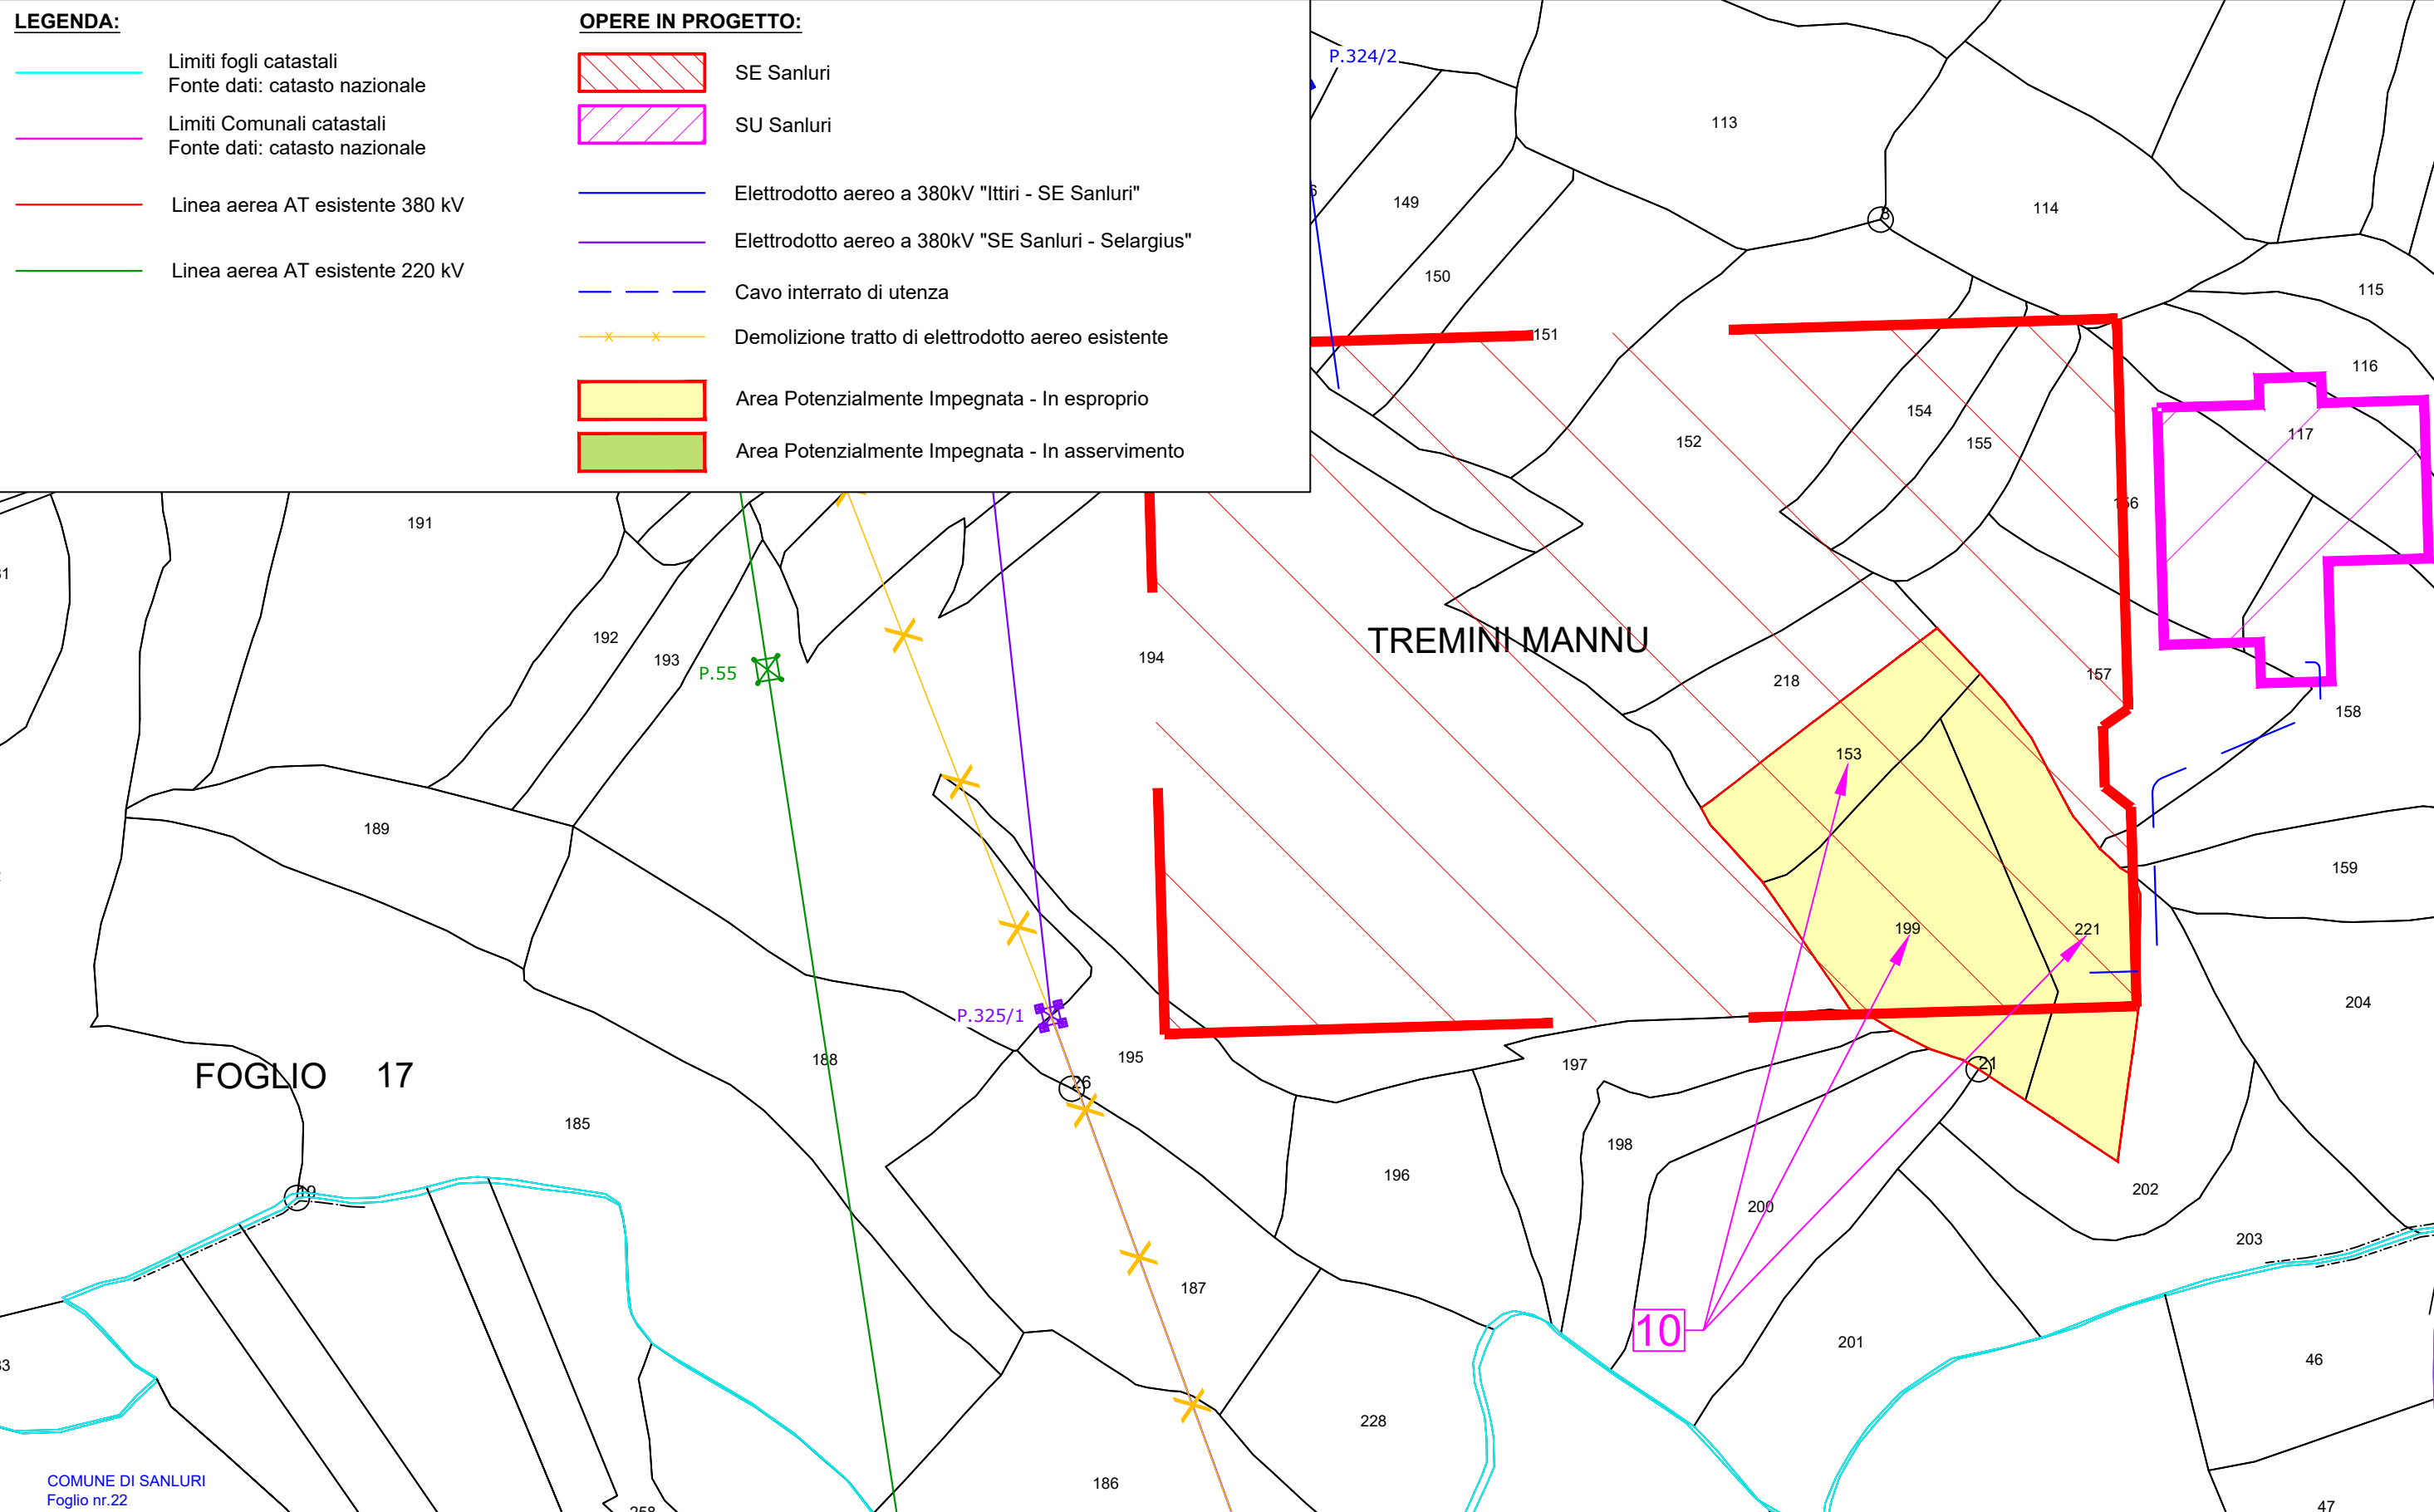 LEGENDA:
Limiti fogli catastali
Fonte dati: catasto nazionale
Limiti Comunali catastali
Fonte dati: catasto nazionale
Linea aerea AT esistente 380 kV
Linea aerea AT esistente 220 kV
OPERE IN PROGETTO:
SE Sanluri
SU Sanluri
Elettrodotto aereo a 380kV "Ittiri - SE Sanluri"
Elettrodotto aereo a 380kV "SE Sanluri - Selargius"
Cavo interrato di utenza
Demolizione tratto di elettrodotto aereo esistente
Area Potenzialmente Impegnata - In esproprio
Area Potenzialmente Impegnata - In asservimento
P.324/2
113
149
114
8
150
115
151
116
154
152
117
155
156
191
192
193
P.55
194
TREMINI MANNU
218
157
158
153
189
159
199
221
204
P.325/1
195
188
197
21
26
FOGLIO 17
185
198
196
202
19
200
203
187
10
201
46
228
186
COMUNE DI SANLURI
Foglio nr.22
258
47